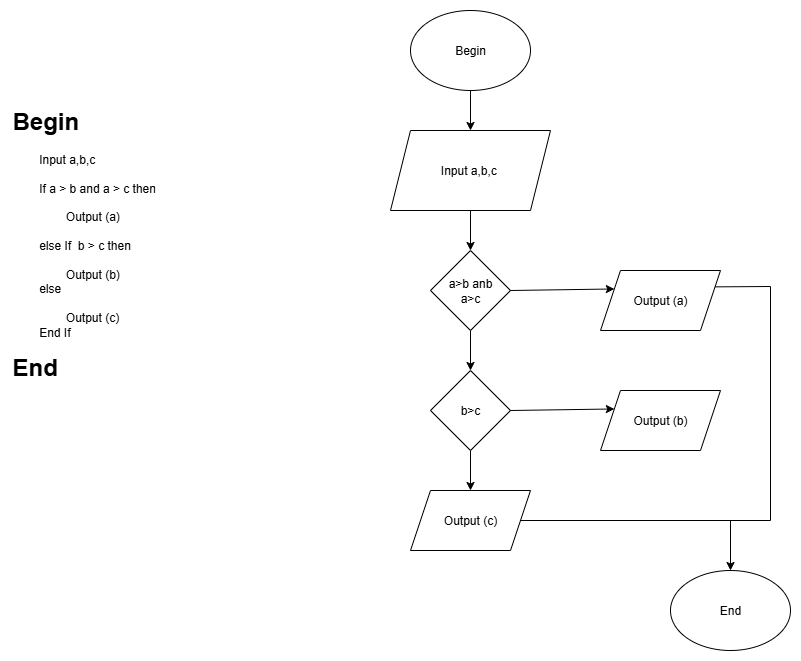 Begin
Input a,b,c
If a > b and a > c then
Output (a)
else If  b > c then
Output (b)
else
Output (c)
End If
End
Begin
Input a,b,c
a>b anb
a>c
Output (a)
b>c
Output (b)
Output (c)
End